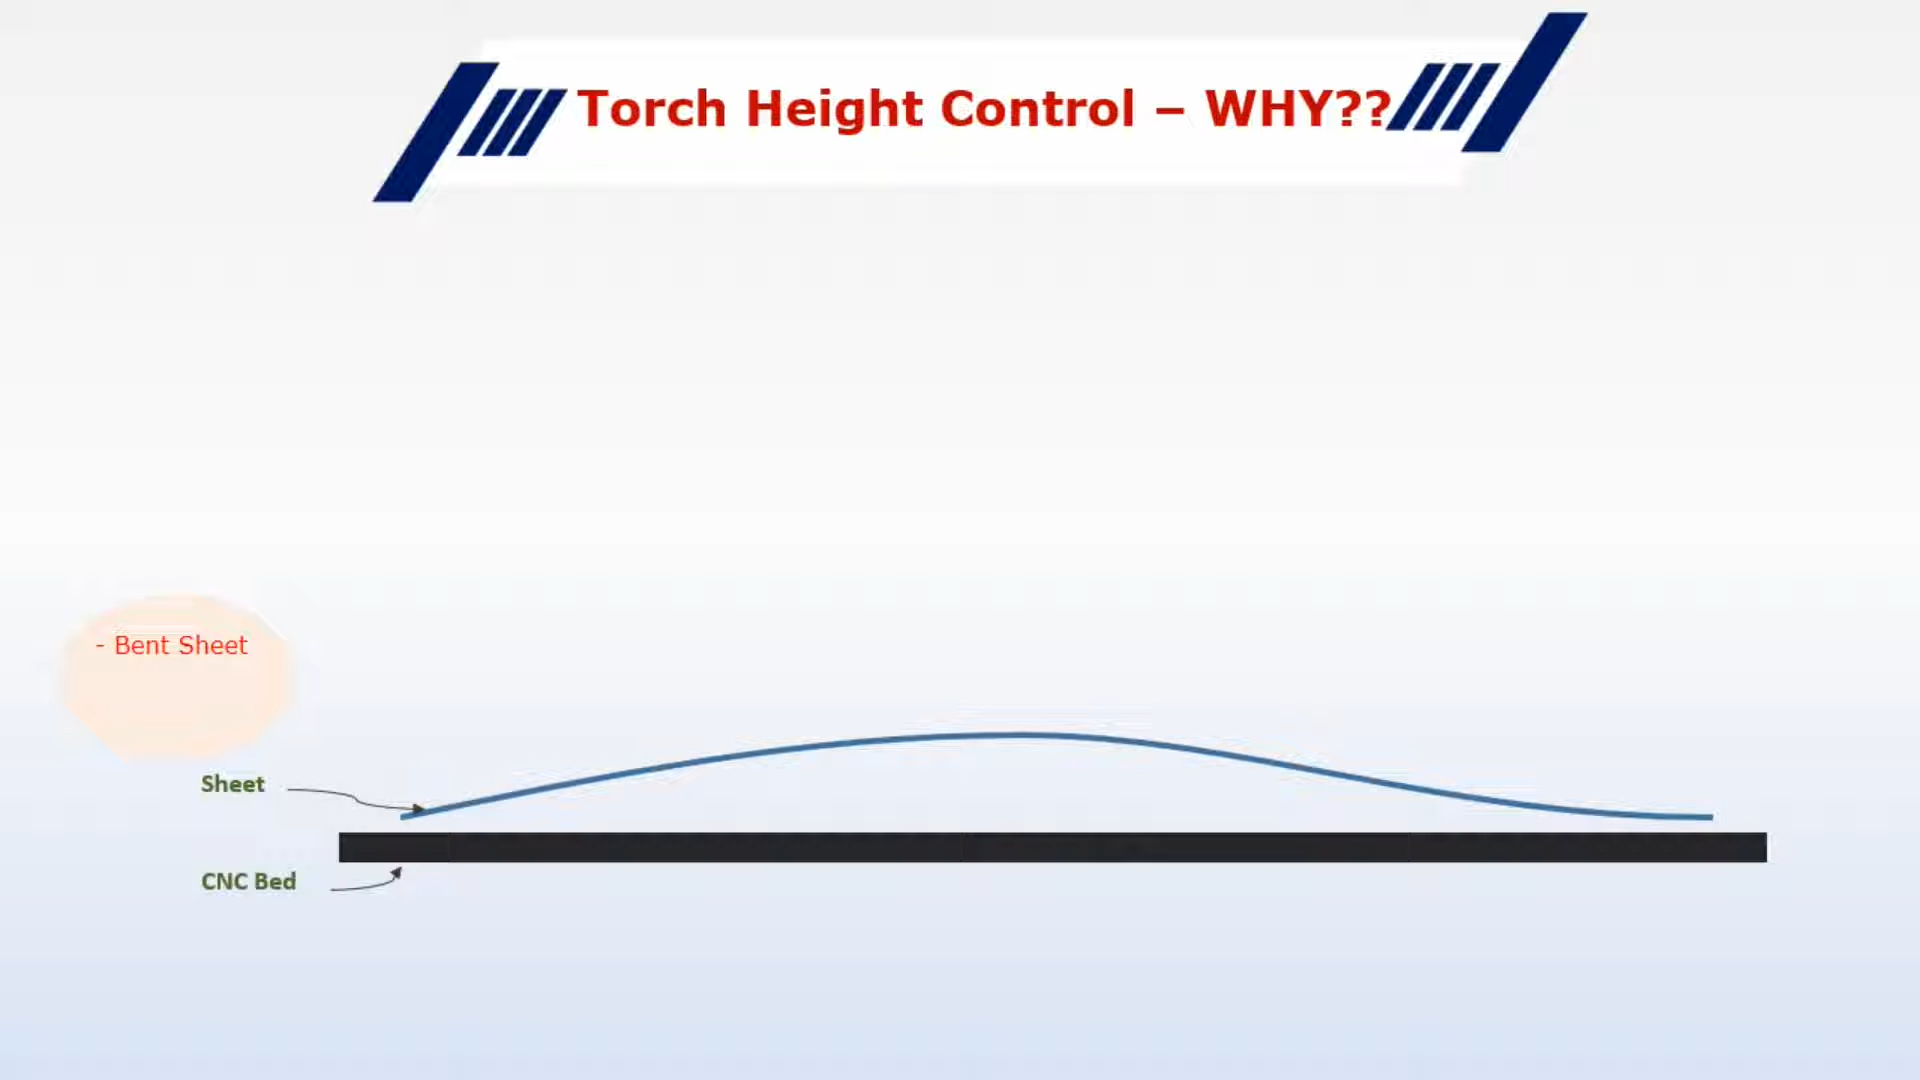 Torch Height Control – WHY??
- Bent Sheet
Sheet
CNC Bed